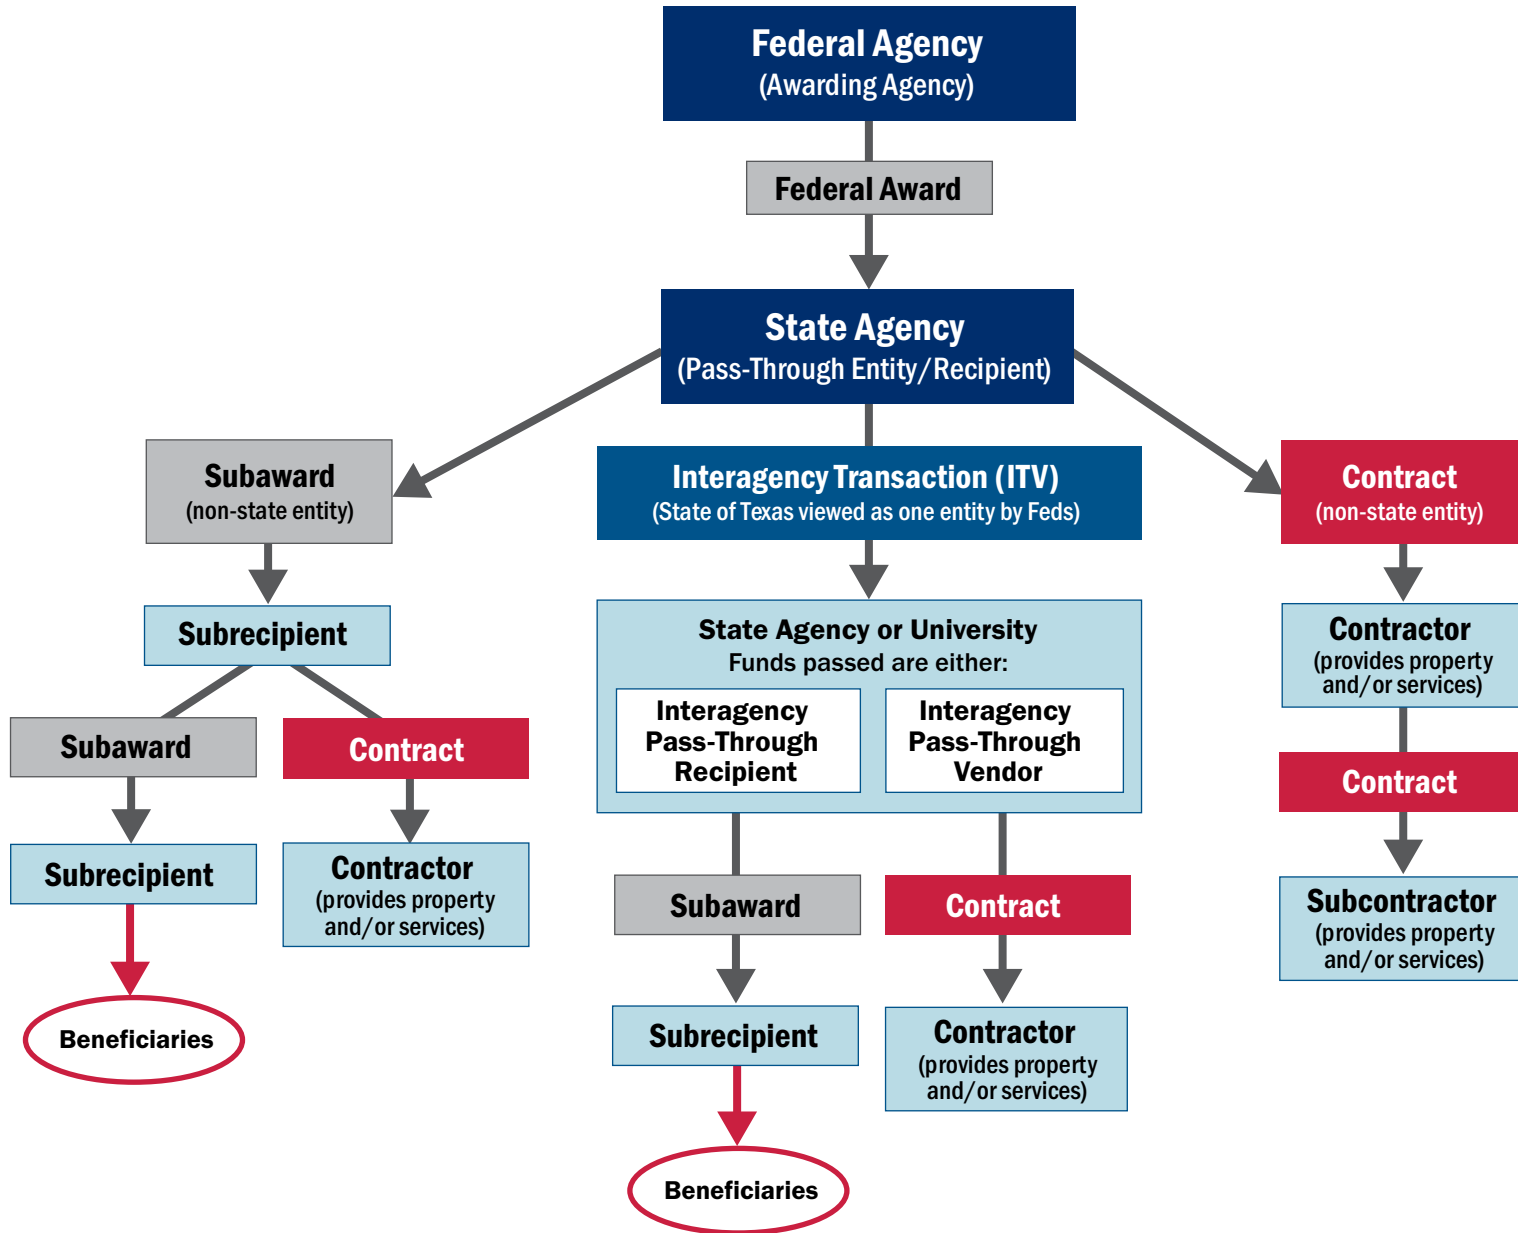 Federal Agency
(Awarding Agency)
Federal Award
State Agency
(Pass-Through Entity/Recipient)
Subaward
(non-state entity)
Interagency Transaction (ITV)
(State of Texas viewed as one entity by Feds)
Contract
(non-state entity)
Subrecipient
State Agency or University
Funds passed are either:
Interagency
Pass-Through
Recipient
Interagency
Pass-Through
Vendor
Contractor
(provides property
and/or services)
Subaward
Contract
Contract
Subrecipient
Contractor
(provides property
and/or services)
Subaward
Contract
Subcontractor
(provides property
and/or services)
Beneficiaries
Subrecipient
Contractor
(provides property
and/or services)
Beneficiaries